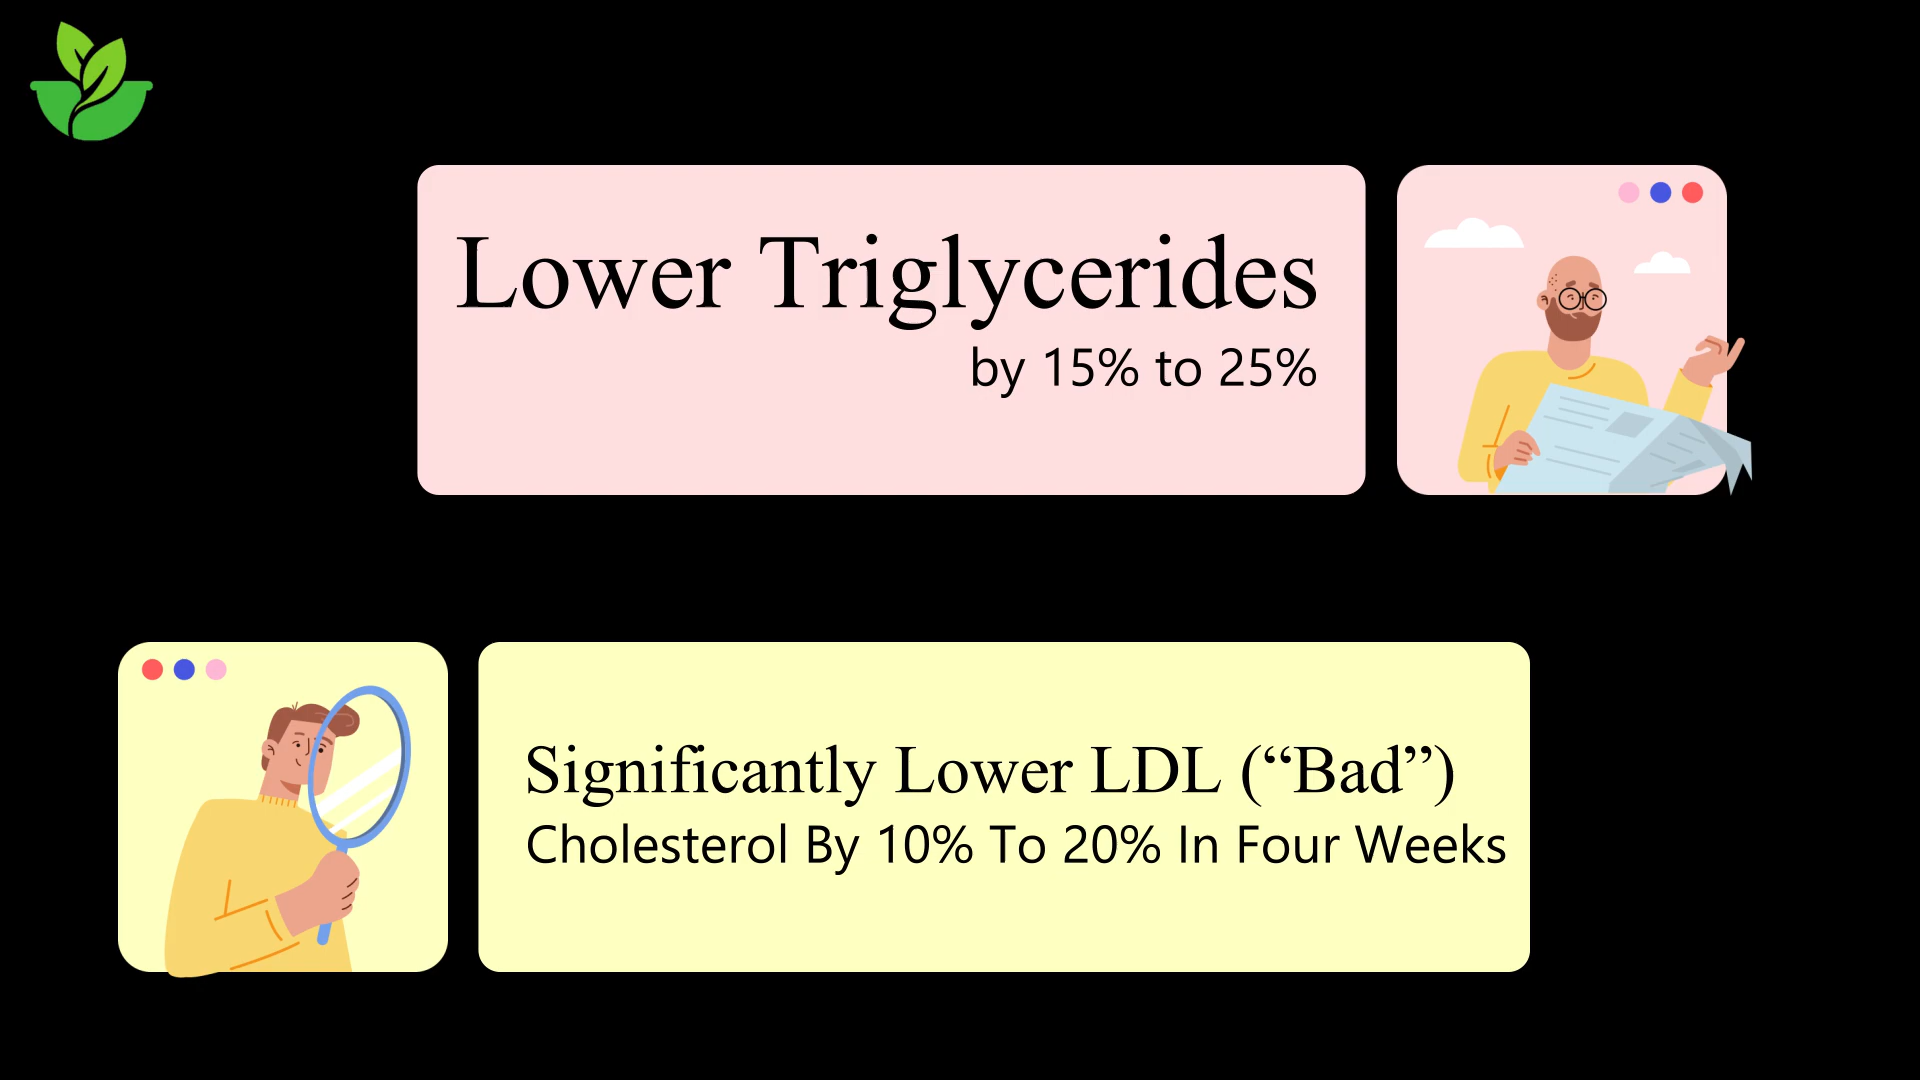 Lower Triglycerides
by 15% to 25%
Significantly Lower LDL (“Bad”)
Cholesterol By 10% To 20% In Four Weeks